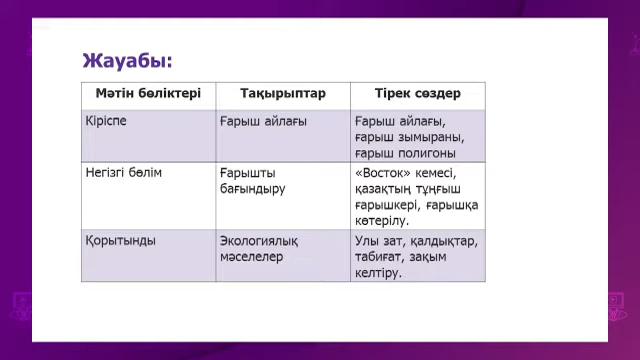 Жауабы:
Мәтін бөліктері Тақырыптар Тірек сөздер
Кіріспе Ғарыш айлағы Ғарыш айлағы,
ғарыш зымыраны,
ғарыш полигоны
Негізгі бөлім Ғарышты «Восток» кемесі,
бағындыру қазақтың тұңғыш
ғарышкері, ғарышқа
көтерілу.
Қорытынды Экологиялық Улы зат, қалдықтар,
мәселелер табиғат, зақым
келтіру.